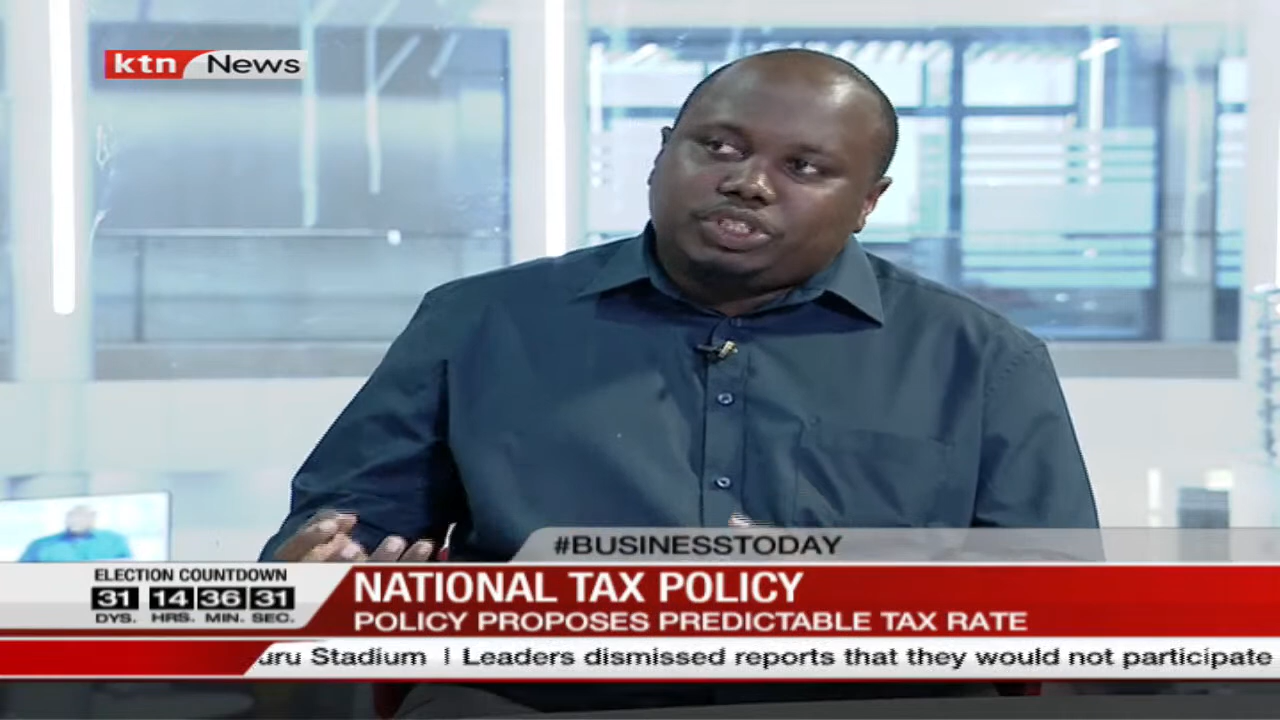 ktn News
#BUSINESSTODAY
ELECTION COUNTDOWN
31 14 36 31
DYS. HRS. MIN. SEC.
NATIONAL TAX POLICY
POLICY PROPOSES PREDICTABLE TAX RATE
Stadium | Leaders dismissed reports that they would not participate